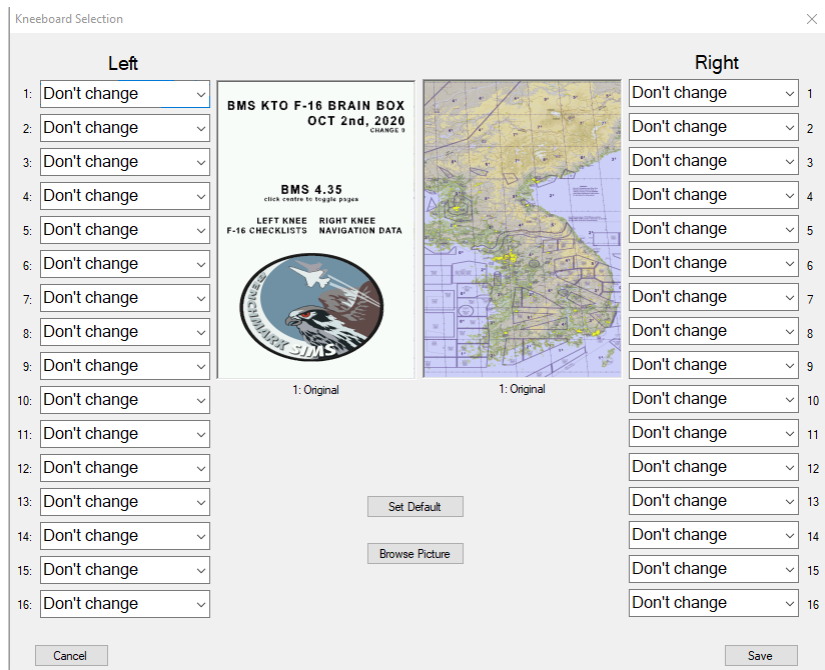 Kneeboard Selection
Left
Right
1: Don't change
2: Don't change
3: Don't change
4: Don't change
5: Don't change
6: Don't change
7: Don't change
8: Don't change
9: Don't change
10: Don't change
11: Don't change
12: Don't change
13: Don't change
14: Don't change
15: Don't change
16: Don't change
BMS KTO F-16 BRAIN BOX
OCT 2nd, 2020
CHANGE 9
BMS 4.35
click centre to toggle pages
LEFT KNEE RIGHT KNEE
F-16 CHECKLISTS NAVIGATION DATA
BENCHMARK SIMS
1: Original
1: Original
Set Default
Browse Picture
Don't change 1
Don't change 2
Don't change 3
Don't change 4
Don't change 5
Don't change 6
Don't change 7
Don't change 8
Don't change 9
Don't change 10
Don't change 11
Don't change 12
Don't change 13
Don't change 14
Don't change 15
Don't change 16
Cancel
Save